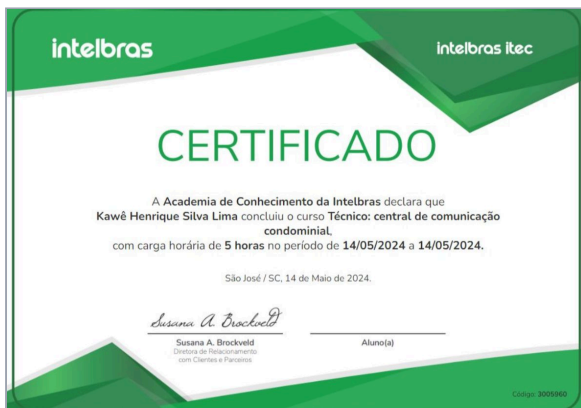 intelbras
intelbras itec
CERTIFICADO
A Academia de Conhecimento da Intelbras declara que
Kawê Henrique Silva Lima concluiu o curso Técnico: central de comunicação
condominial,
com carga horária de 5 horas no período de 14/05/2024 a 14/05/2024.
São José / SC, 14 de Maio de 2024.
Susana A. Brockveld
Susana A. Brockveld
Diretora de Relacionamento
com Clientes e Parceiros
Aluno(a)
Código: 3005960